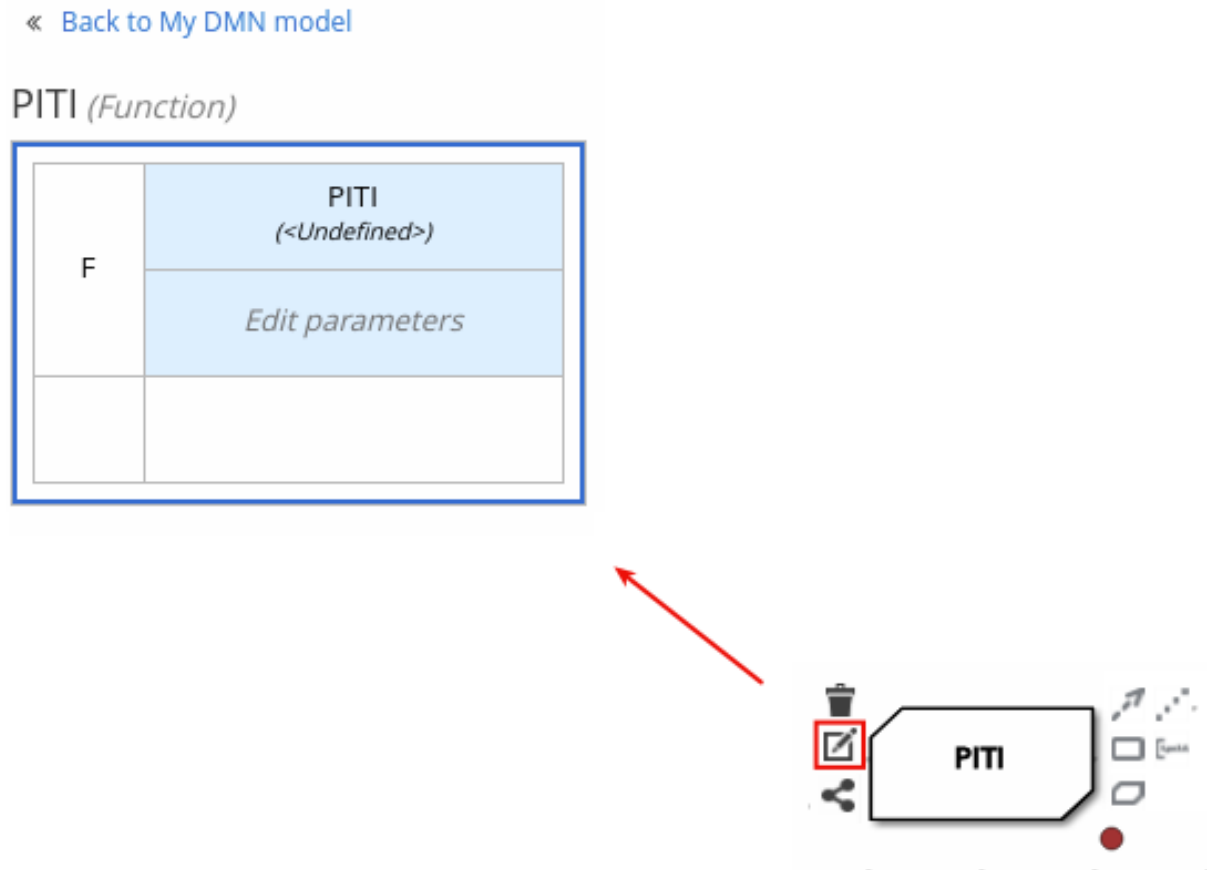 « Back to My DMN model
PITI (Function)
PITI
(<Undefined>)
F
Edit parameters
PITI